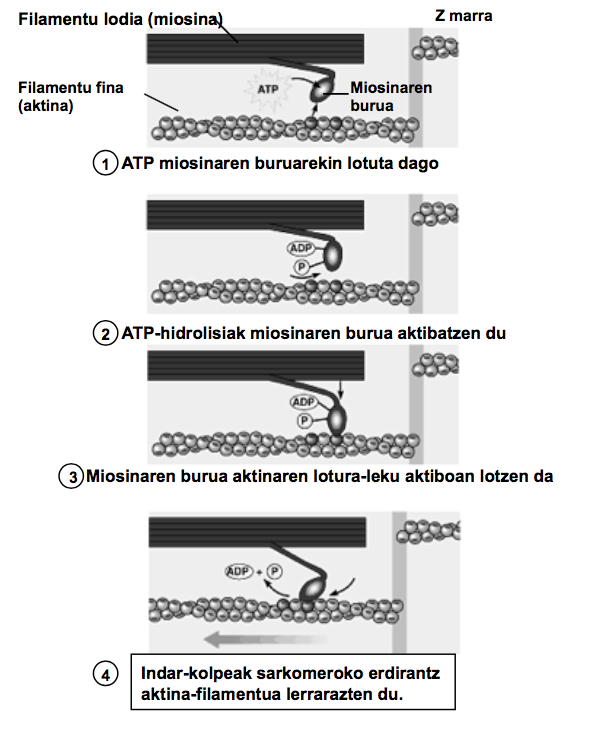 Filamentu lodia (miosina)
Z marra
Filamentu fina
(aktina)
ATP
Miosinaren
burua
1 ATP miosinaren buruarekin lotuta dago
ADP
P
2 ATP-hidrolisiak miosinaren burua aktibatzen du
ADP
P
3 Miosinaren burua aktinaren lotura-leku aktiboan lotzen da
ADP + P
4 Indar-kolpeak sarkomeroko erdirantz
aktina-filamentua lerrarazten du.